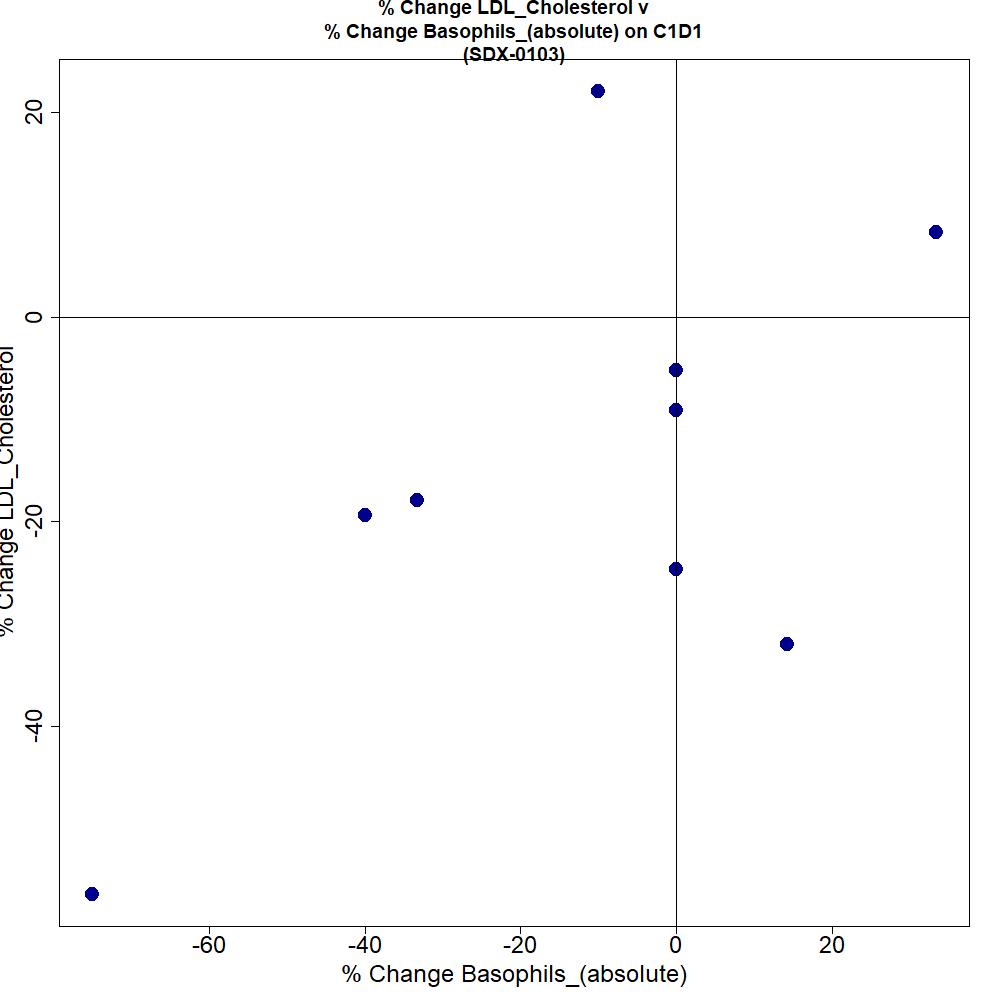 % Change LDL_Cholesterol v
% Change Basophils_(absolute) on C1D1
(SDX-0103)
20
0
-20
-40
% Change LDL_Cholesterol
-60
-40
-20
0
20
% Change Basophils_(absolute)